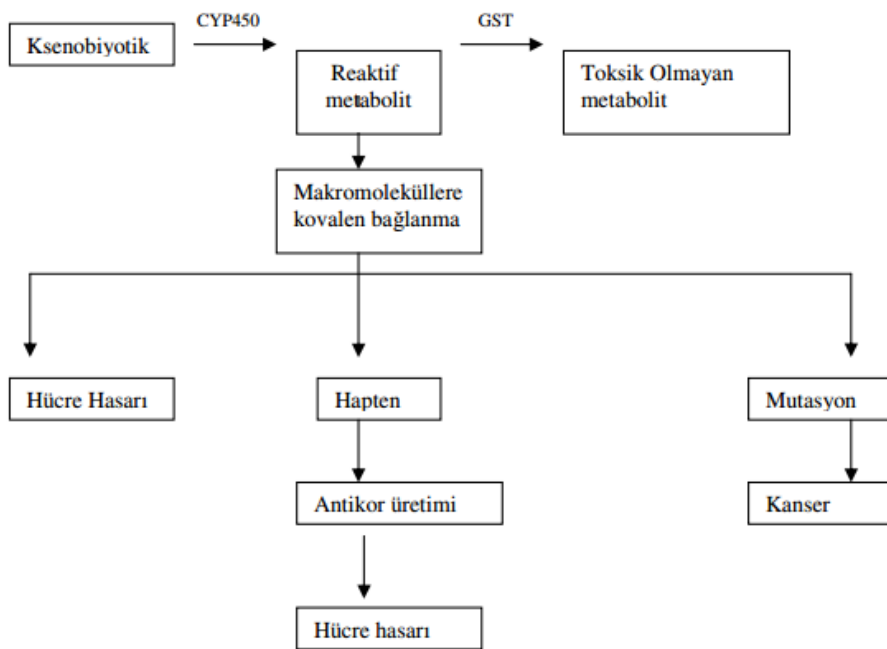 CYP450
GST
Ksenobiyotik
Reaktif
metabolit
Toksik Olmayan
metabolit
Makromoleküllere
kovalen bağlanma
Hücre Hasarı
Hapten
Mutasyon
Antikor üretimi
Kanser
Hücre hasarı